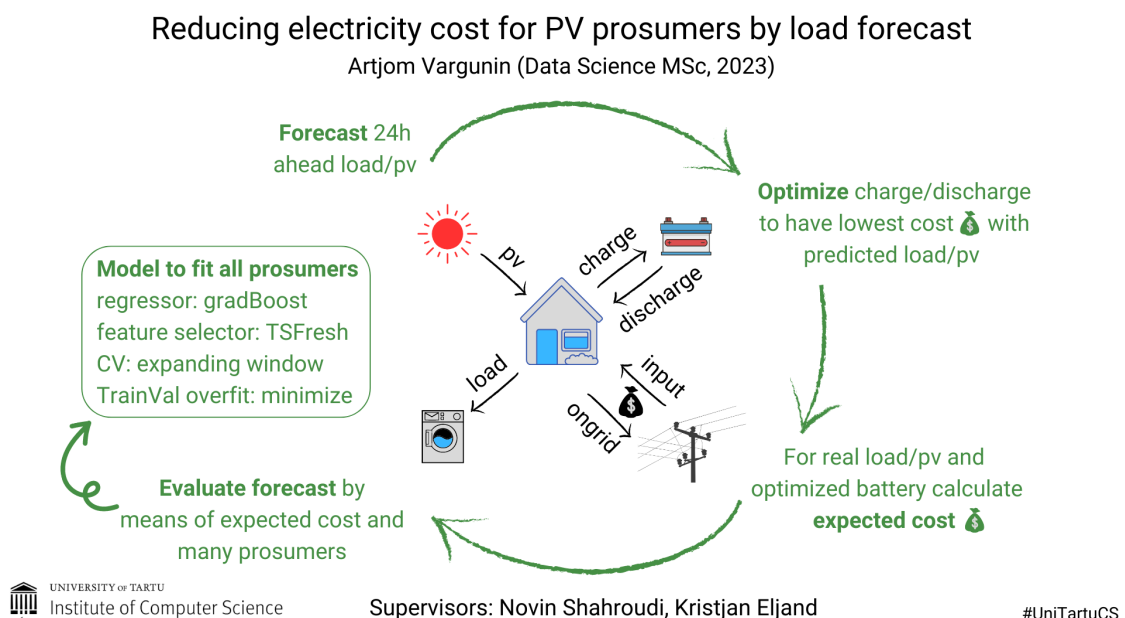 Reducing electricity cost for PV prosumers by load forecast
Artjom Vargunin (Data Science MSc, 2023)
Forecast 24h
ahead load/pv
Optimize charge/discharge
to have lowest cost $ with
predicted load/pv
pv
charge
discharge
Model to fit all prosumers
regressor: gradBoost
feature selector: TSFresh
CV: expanding window
TrainVal overfit: minimize
load
input
$
ongrid
For real load/pv and
optimized battery calculate
expected cost $
Evaluate forecast by
means of expected cost and
many prosumers
UNIVERSITY OF TARTU
Institute of Computer Science
Supervisors: Novin Shahroudi, Kristjan Eljand
#UniTartuCS